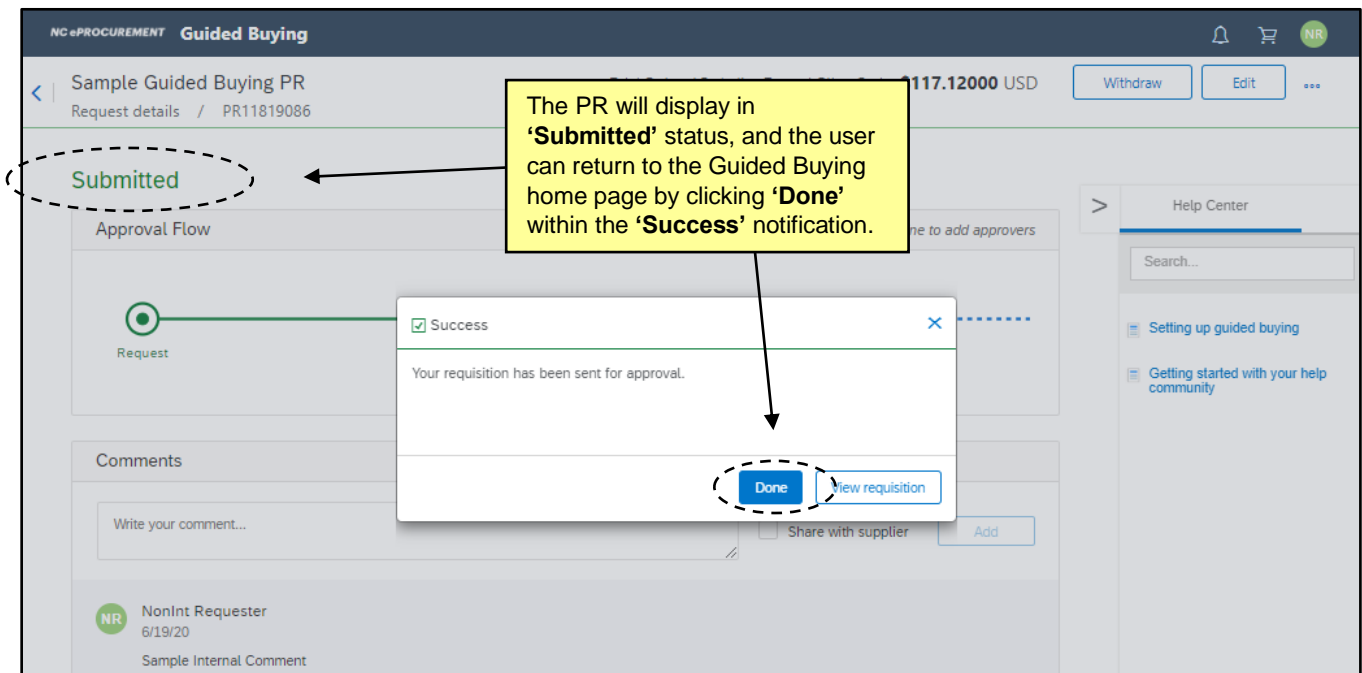 NC ePROCUREMENT Guided Buying
NR
Sample Guided Buying PR
117.12000 USD
Withdraw
Edit
Request details / PR11819086
The PR will display in
‘Submitted’ status, and the user
can return to the Guided Buying
home page by clicking ‘Done’
within the ‘Success’ notification.
Submitted
Approval Flow
to add approvers
Request
Success
Your requisition has been sent for approval.
Done
View requisition
Help Center
Search...
Setting up guided buying
Getting started with your help
community
Comments
Write your comment...
Share with supplier
Add
NR
NonInt Requester
6/19/20
Sample Internal Comment